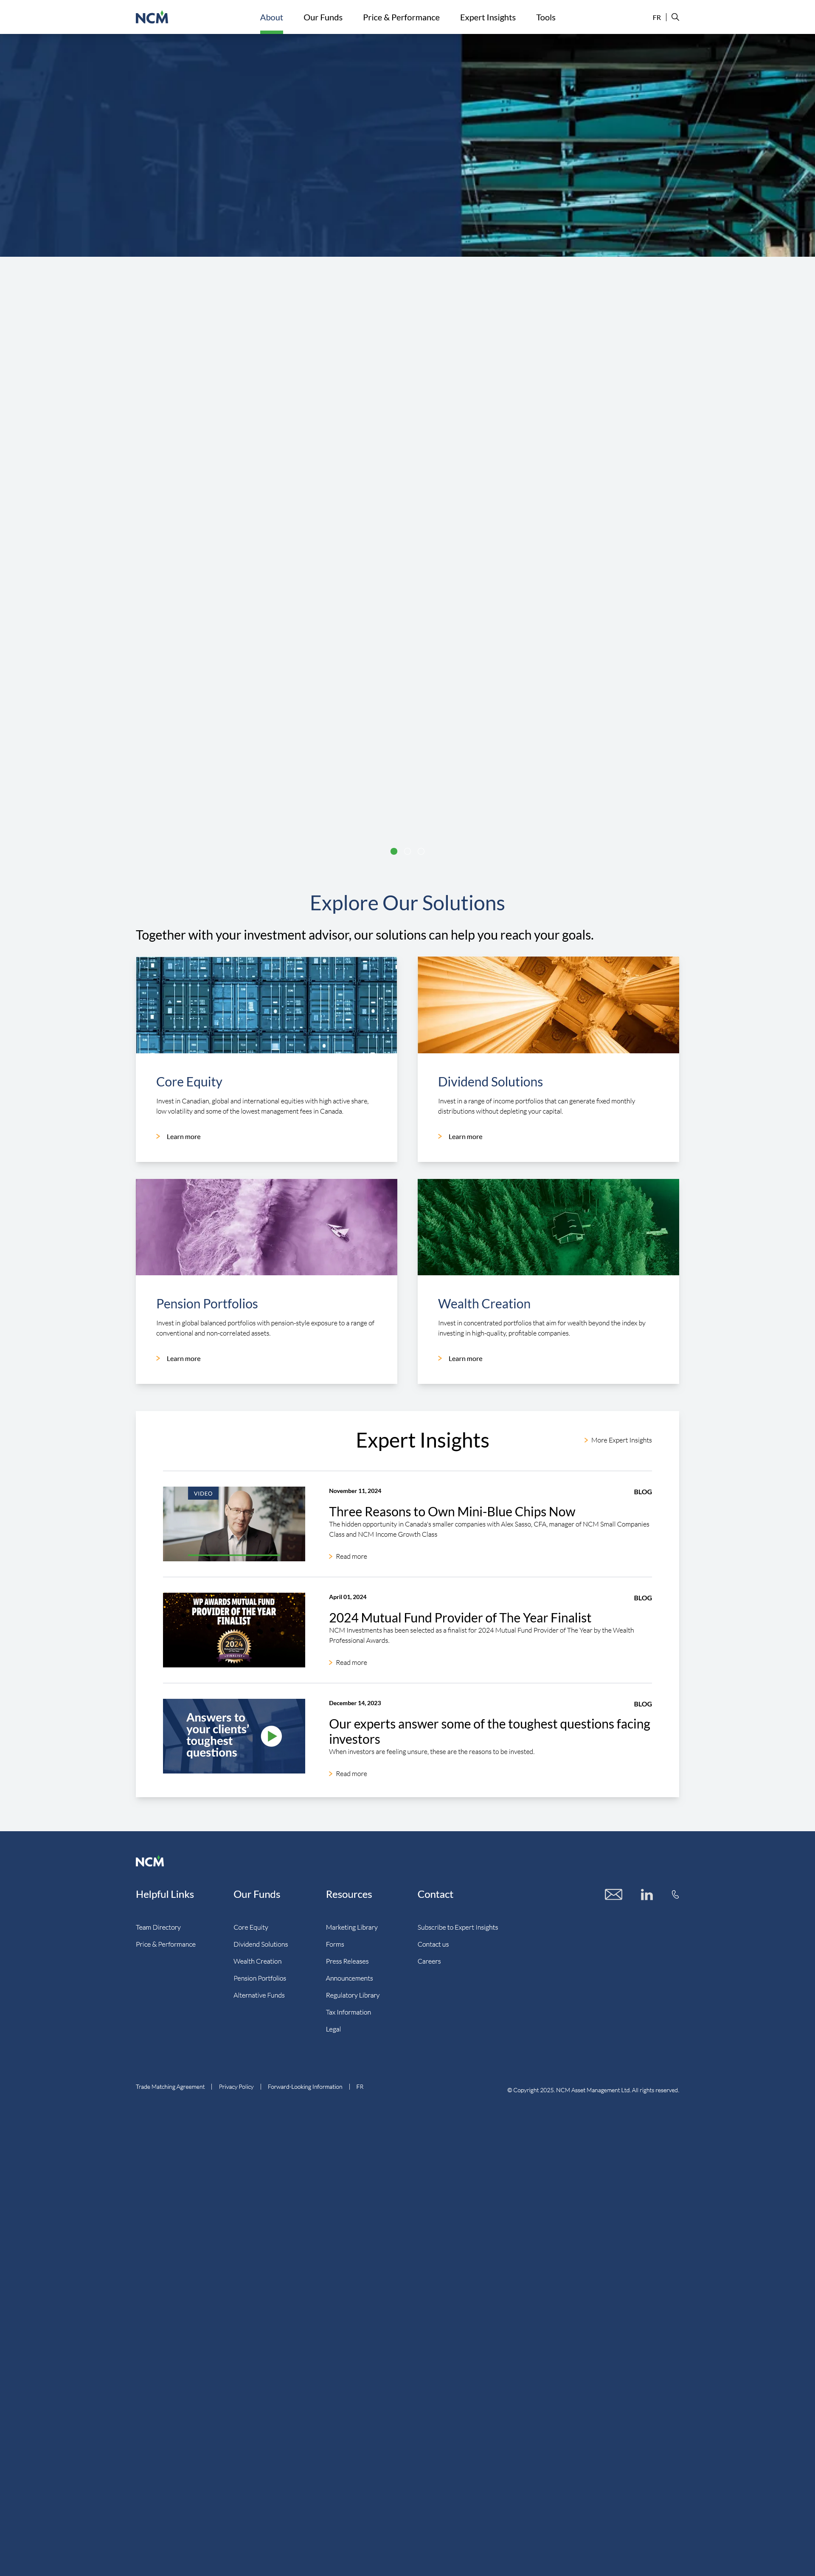 NCM
About
Our Funds
Price & Performance
Expert Insights
Tools
FR
Explore Our Solutions
Together with your investment advisor, our solutions can help you reach your goals.
Core Equity
Invest in Canadian, global and international equities with high active share,
low volatility and some of the lowest management fees in Canada.
Learn more
Dividend Solutions
Invest in a range of income portfolios that can generate fixed monthly
distributions without depleting your capital.
Learn more
Pension Portfolios
Invest in global balanced portfolios with pension-style exposure to a range of
conventional and non-correlated assets.
Learn more
Wealth Creation
Invest in concentrated portfolios that aim for wealth beyond the index by
investing in high-quality, profitable companies.
Learn more
Expert Insights
More Expert Insights
VIDEO
November 11, 2024
BLOG
Three Reasons to Own Mini-Blue Chips Now
The hidden opportunity in Canada's smaller companies with Alex Sasso, CFA, manager of NCM Small Companies
Class and NCM Income Growth Class
Read more
WP AWARDS MUTUAL FUND
PROVIDER OF THE YEAR
FINALIST
2024
April 01, 2024
BLOG
2024 Mutual Fund Provider of The Year Finalist
NCM Investments has been selected as a finalist for 2024 Mutual Fund Provider of The Year by the Wealth
Professional Awards.
Read more
Answers to
your clients'
toughest
questions
December 14, 2023
BLOG
Our experts answer some of the toughest questions facing
investors
When investors are feeling unsure, these are the reasons to be invested.
Read more
NCM
Helpful Links
Team Directory
Price & Performance
Our Funds
Core Equity
Dividend Solutions
Wealth Creation
Pension Portfolios
Alternative Funds
Resources
Marketing Library
Forms
Press Releases
Announcements
Regulatory Library
Tax Information
Legal
Contact
Subscribe to Expert Insights
Contact us
Careers
in
Trade Matching Agreement | Privacy Policy | Forward-Looking Information | FR
© Copyright 2025. NCM Asset Management Ltd. All rights reserved.